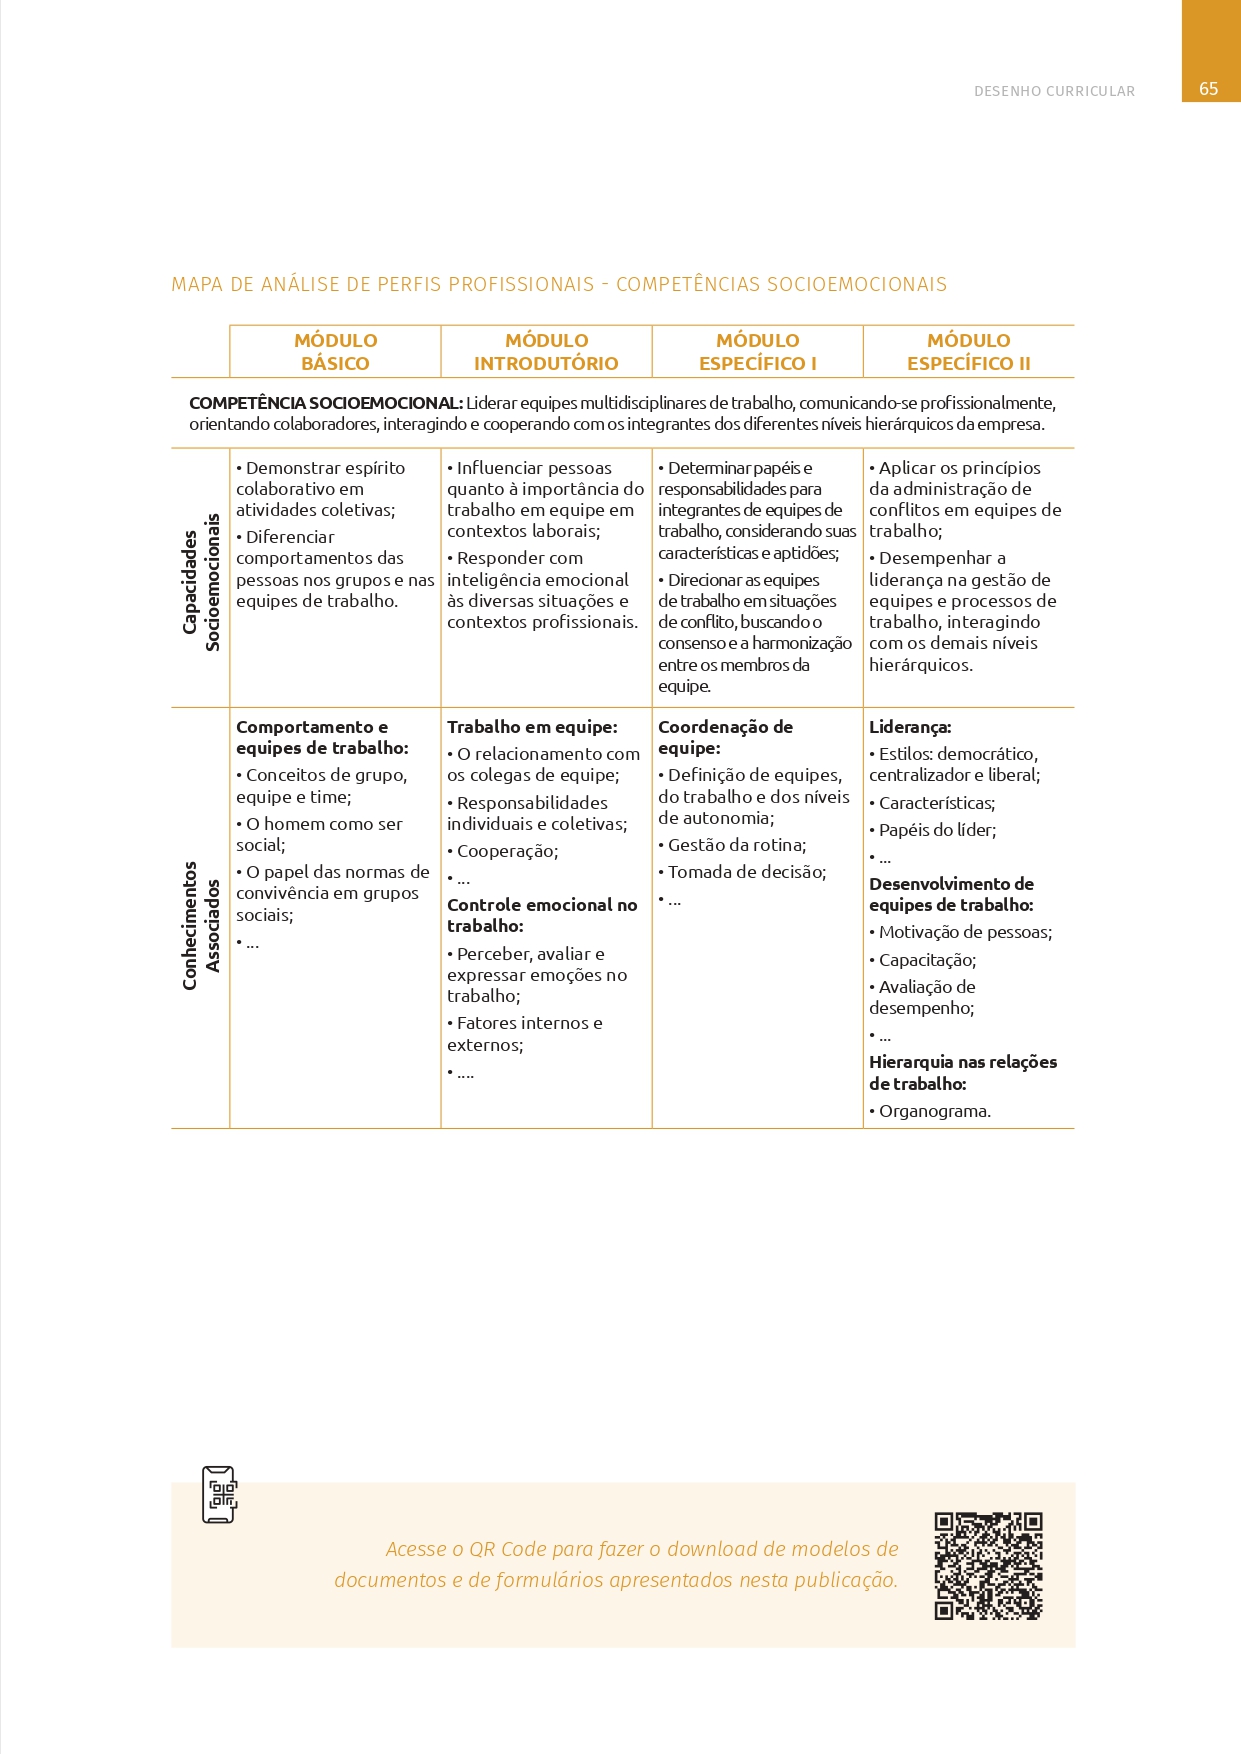 DESENHO CURRICULAR
65
MAPA DE ANÁLISE DE PERFIS PROFISSIONAIS - COMPETÊNCIAS SOCIOEMOCIONAIS
MÓDULO
BÁSICO
MÓDULO
INTRODUTÓRIO
MÓDULO
ESPECÍFICO I
MÓDULO
ESPECÍFICO II
COMPETÊNCIA SOCIOEMOCIONAL: Liderar equipes multidisciplinares de trabalho, comunicando-se profissionalmente,
orientando colaboradores, interagindo e cooperando com os integrantes dos diferentes níveis hierárquicos da empresa.
Capacidades
Socioemocionais
• Demonstrar espírito
colaborativo em
atividades coletivas;
• Diferenciar
comportamentos das
pessoas nos grupos e nas
equipes de trabalho.
• Influenciar pessoas
quanto à importância do
trabalho em equipe em
contextos laborais;
• Responder com
inteligência emocional
às diversas situações e
contextos profissionais.
• Determinar papéis e
responsabilidades para
integrantes de equipes de
trabalho, considerando suas
características e aptidões;
• Direcionar as equipes
de trabalho em situações
de conflito, buscando o
consenso e a harmonização
entre os membros da
equipe.
• Aplicar os princípios
da administração de
conflitos em equipes de
trabalho;
• Desempenhar a
liderança na gestão de
equipes e processos de
trabalho, interagindo
com os demais níveis
hierárquicos.
Conhecimentos
Associados
Comportamento e
equipes de trabalho:
• Conceitos de grupo,
equipe e time;
• O homem como ser
social;
• O papel das normas de
convivência em grupos
sociais;
• ...
Trabalho em equipe:
• O relacionamento com
os colegas de equipe;
• Responsabilidades
individuais e coletivas;
• Cooperação;
• ...
Controle emocional no
trabalho:
• Perceber, avaliar e
expressar emoções no
trabalho;
• Fatores internos e
externos;
• ....
Coordenação de
equipe:
• Definição de equipes,
do trabalho e dos níveis
de autonomia;
• Gestão da rotina;
• Tomada de decisão;
• ...
Liderança:
• Estilos: democrático,
centralizador e liberal;
• Características;
• Papéis do líder;
• ...
Desenvolvimento de
equipes de trabalho:
• Motivação de pessoas;
• Capacitação;
• Avaliação de
desempenho;
• ...
Hierarquia nas relações
de trabalho:
• Organograma.
Acesse o QR Code para fazer o download de modelos de
documentos e de formulários apresentados nesta publicação.